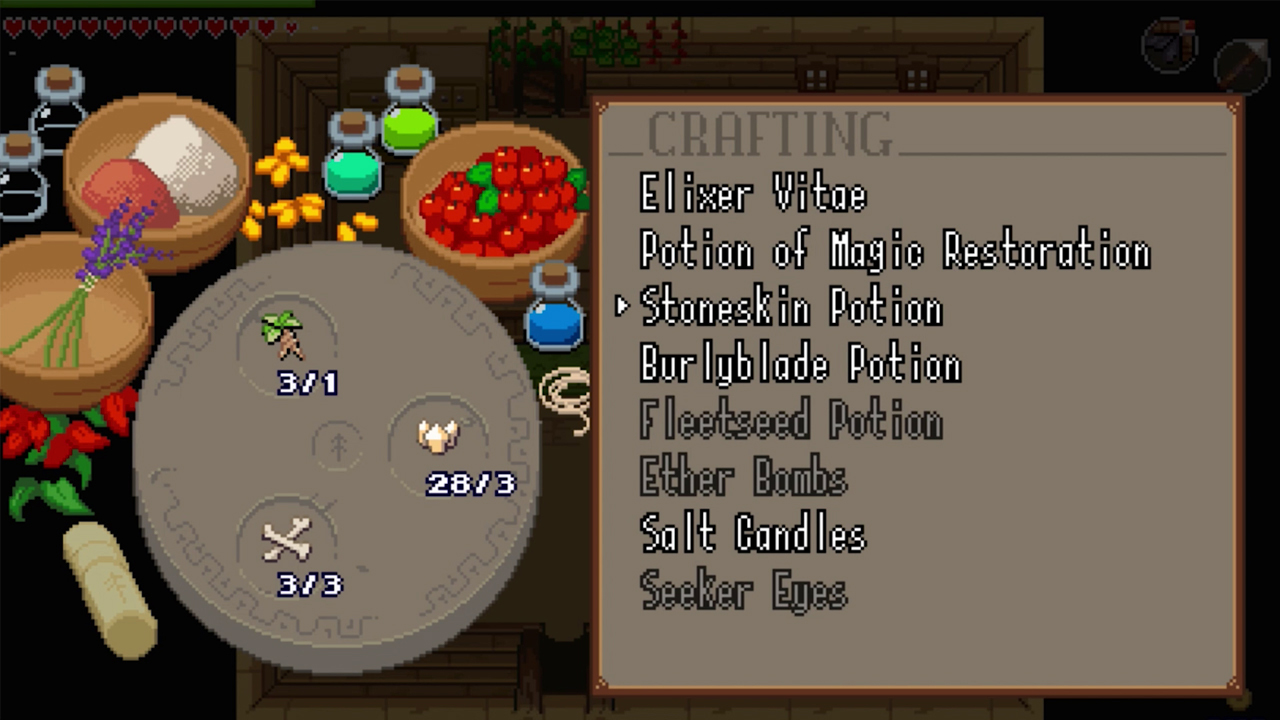 CRAFTING
Elixer Vitae
Potion of Magic Restoration
Stoneskin Potion
Burlyblade Potion
Fleetseed Potion
Ether Bombs
Salt Candles
Seeker Eyes
3/1
28/3
3/3